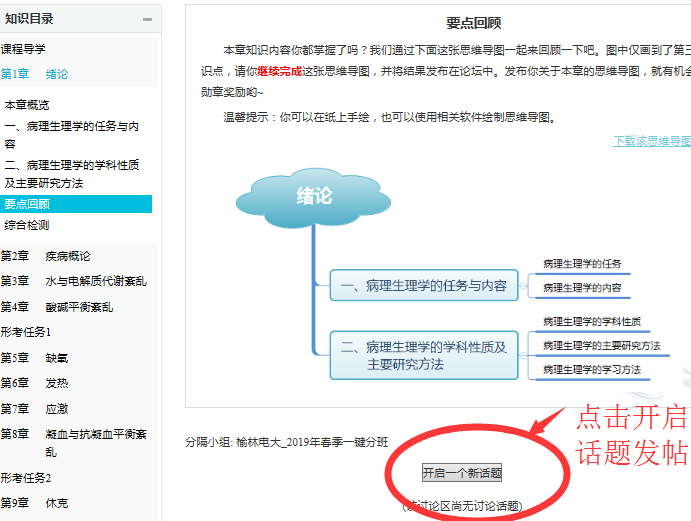 知识目录
课程导学
第1章 绪论
本章概览
一、病理生理学的任务与内
容
二、病理生理学的学科性质
及主要研究方法
要点回顾
综合检测
第2章 疾病概论
第3章 水与电解质代谢紊乱
第4章 酸碱平衡紊乱
形考任务1
第5章 缺氧
第6章 发热
第7章 应激
第8章 凝血与抗凝血平衡紊
乱
形考任务2
第9章 休克
要点回顾
本章知识内容你都掌握了吗？我们通过下面这张思维导图一起来回顾一下吧。图中仅画到了第三
识点，请你继续完成这张思维导图，并将结果发布在论坛中。发布你关于本章的思维导图，就有机会
勋章奖励哟~
温馨提示：你可以在纸上手绘，也可以使用相关软件绘制思维导图。
下载该思维导图
绪论
一、病理生理学的任务与内容
病理生理学的任务
病理生理学的内容
二、病理生理学的学科性质及
主要研究方法
病理生理学的学科性质
病理生理学的主要研究方法
病理生理学的学习方法
点击开启
话题发帖
分隔小组: 榆林电大_2019年春季一键分班
开启一个新话题
(该讨论区尚无讨论话题)